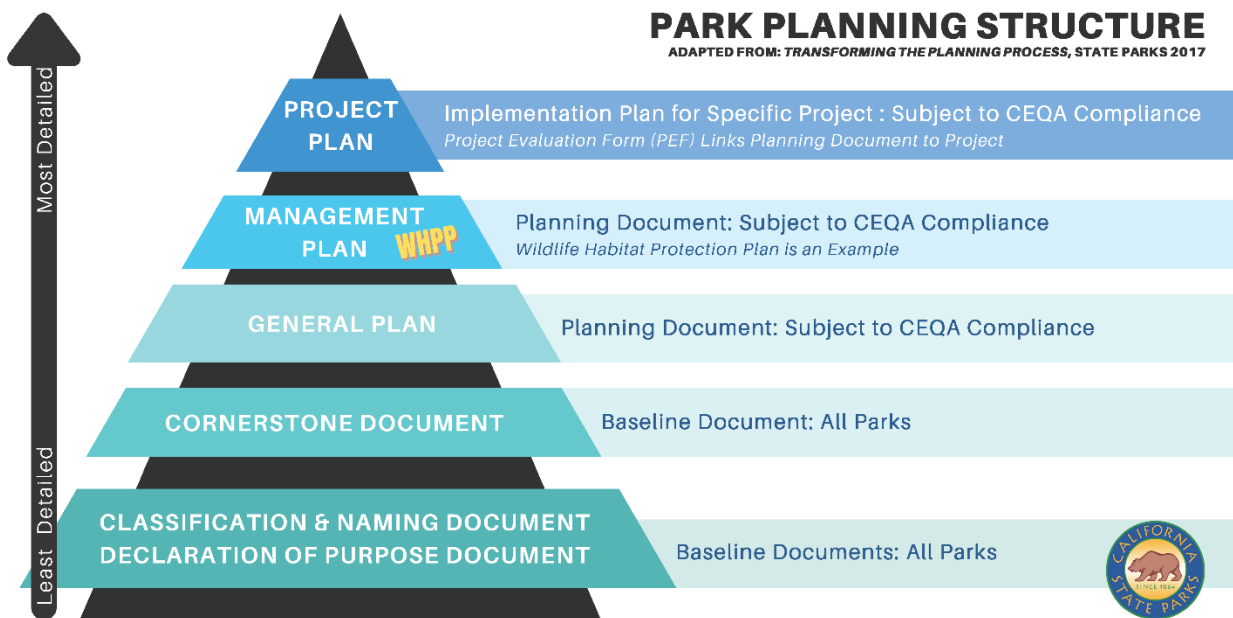 PARK PLANNING STRUCTURE
ADAPTED FROM: TRANSFORMING THE PLANNING PROCESS, STATE PARKS 2017
Most Detailed
PROJECT
PLAN
Implementation Plan for Specific Project : Subject to CEQA Compliance
Project Evaluation Form (PEF) Links Planning Document to Project
MANAGEMENT
PLAN
WHPP
Planning Document: Subject to CEQA Compliance
Wildlife Habitat Protection Plan is an Example
GENERAL PLAN
Planning Document: Subject to CEQA Compliance
CORNERSTONE DOCUMENT
Baseline Document: All Parks
Least Detailed
CLASSIFICATION & NAMING DOCUMENT
DECLARATION OF PURPOSE DOCUMENT
Baseline Documents: All Parks
CALIFORNIA
SINCE 1864
STATE PARKS